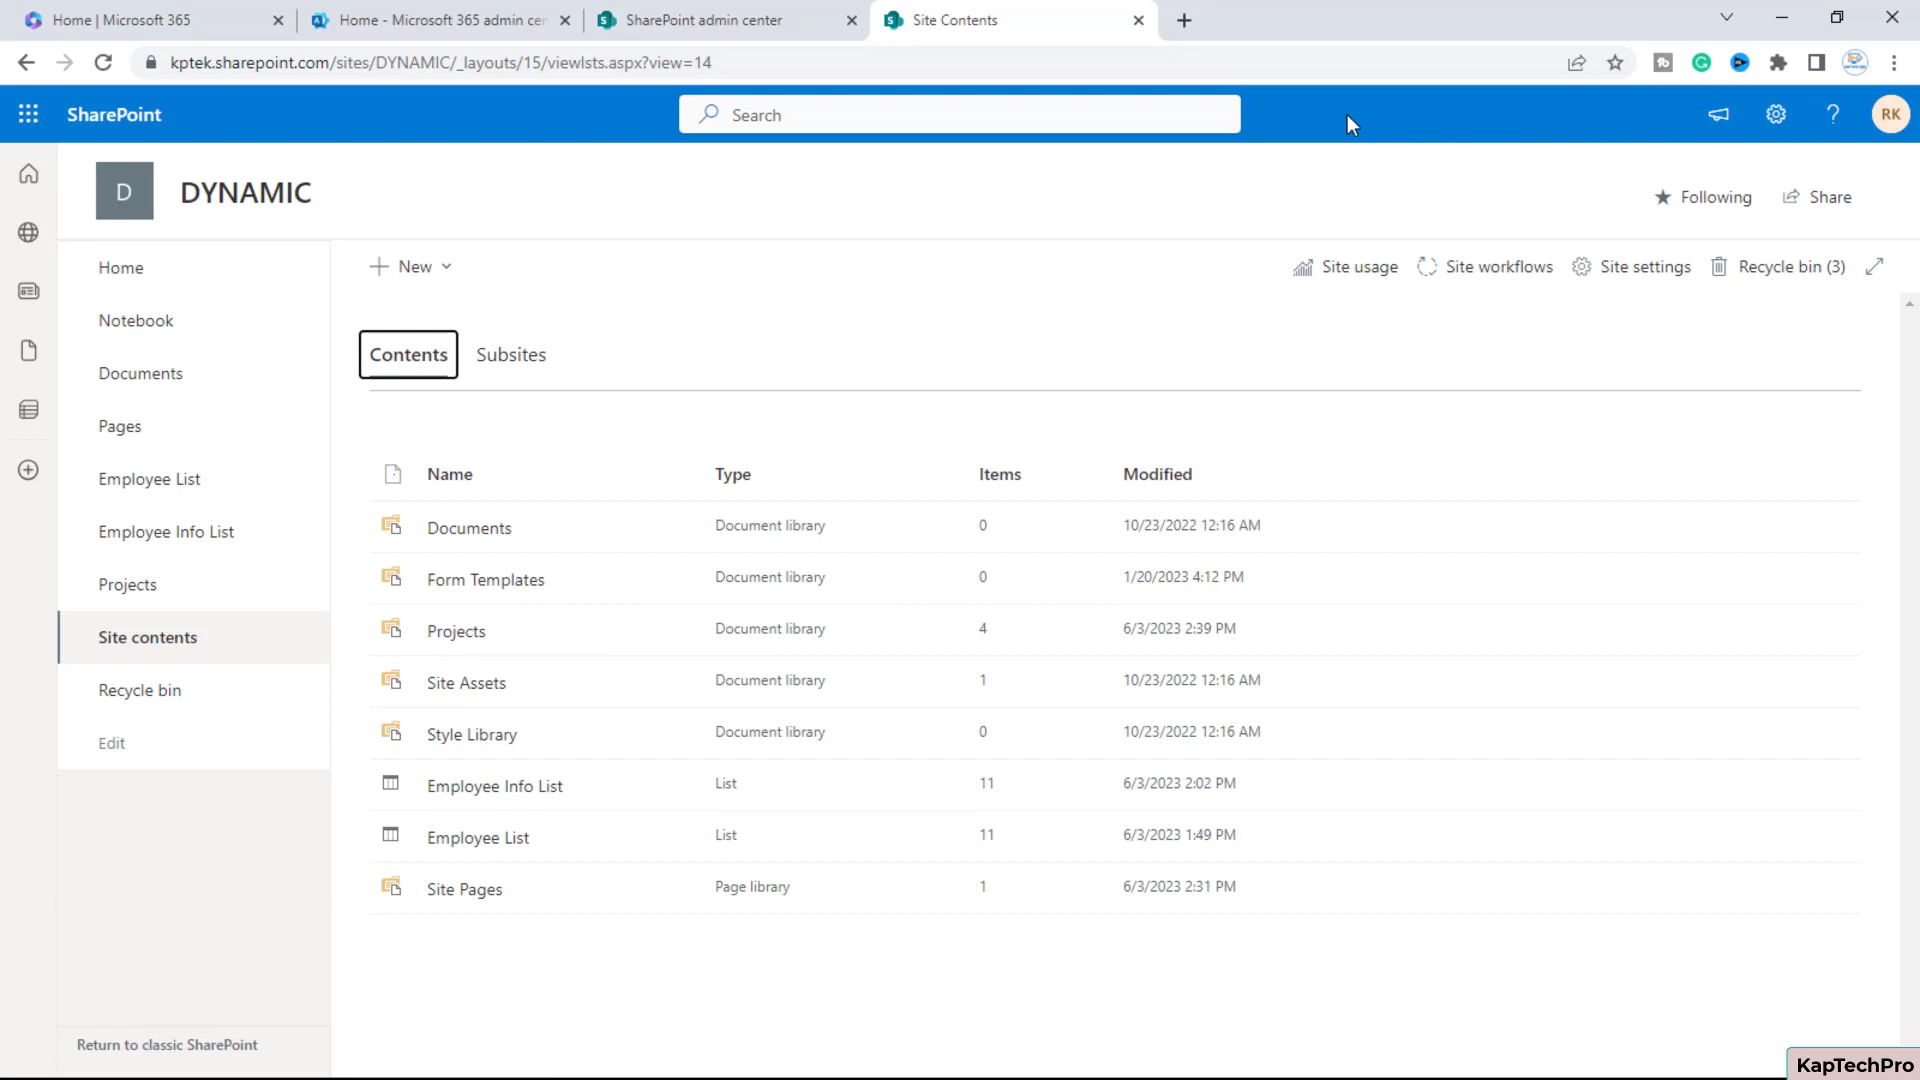 Home | Microsoft 365
Home - Microsoft 365 admin cen
SharePoint admin center
Site Contents
kptek.sharepoint.com/sites/DYNAMIC/_layouts/15/viewlsts.aspx?view=14
SharePoint
Search
RK
D
DYNAMIC
Following
Share
Home
Notebook
Documents
Pages
Employee List
Employee Info List
Projects
Site contents
Recycle bin
Edit
Return to classic SharePoint
New
Site usage
Site workflows
Site settings
Recycle bin (3)
Contents
Subsites
Name Type Items Modified
Documents Document library 0 10/23/2022 12:16 AM
Form Templates Document library 0 1/20/2023 4:12 PM
Projects Document library 4 6/3/2023 2:39 PM
Site Assets Document library 1 10/23/2022 12:16 AM
Style Library Document library 0 10/23/2022 12:16 AM
Employee Info List List 11 6/3/2023 2:02 PM
Employee List List 11 6/3/2023 1:49 PM
Site Pages Page library 1 6/3/2023 2:31 PM
KapTechPro